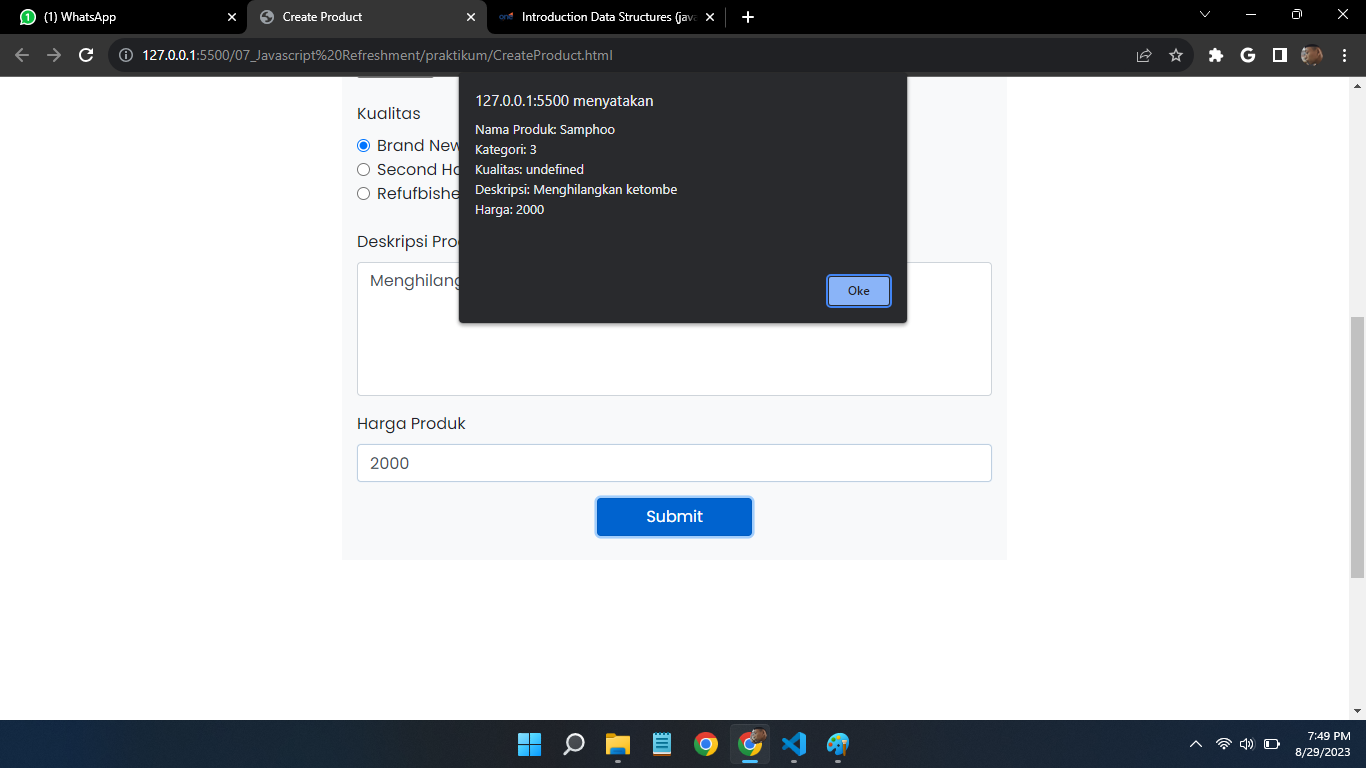 (1) WhatsApp
Create Product
Introduction Data Structures (java
127.0.0.1:5500/07_Javascript%20Refreshment/praktikum/CreateProduct.html
127.0.0.1:5500 menyatakan
Nama Produk: Samphoo
Kategori: 3
Kualitas: undefined
Deskripsi: Menghilangkan ketombe
Harga: 2000
Oke
Kualitas
Brand New
Second Ha
Refufbishe
Deskripsi Prod
Menghilang
Harga Produk
2000
Submit
7:49 PM
8/29/2023